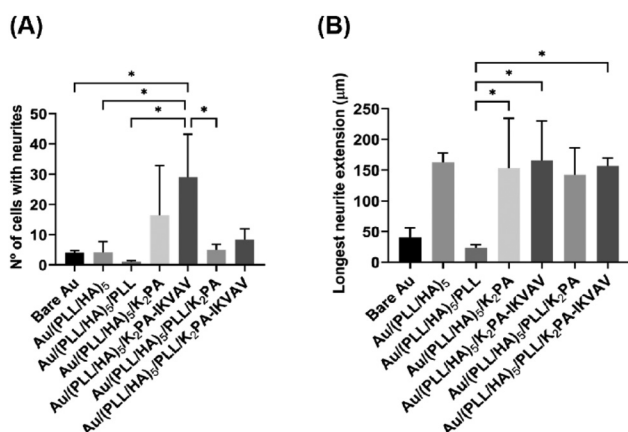 (A)
*
*
*
*
Nº of cells with neurites
50
40
30
20
10
0
Bare Au
Au/(PLL/HA)₅
Au/(PLL/HA)₅/PLL
Au/(PLL/HA)₅/K₂PA
Au/(PLL/HA)₅/K₂PA-IKVAV
Au/(PLL/HA)₅/PLL/K₂PA
Au/(PLL/HA)₅/PLL/K₂PA-IKVAV
(B)
*
*
*
Longest neurite extension (μm)
250
200
150
100
50
0
Bare Au
Au/(PLL/HA)₅
Au/(PLL/HA)₅/PLL
Au/(PLL/HA)₅/K₂PA
Au/(PLL/HA)₅/K₂PA-IKVAV
Au/(PLL/HA)₅/PLL/K₂PA
Au/(PLL/HA)₅/PLL/K₂PA-IKVAV